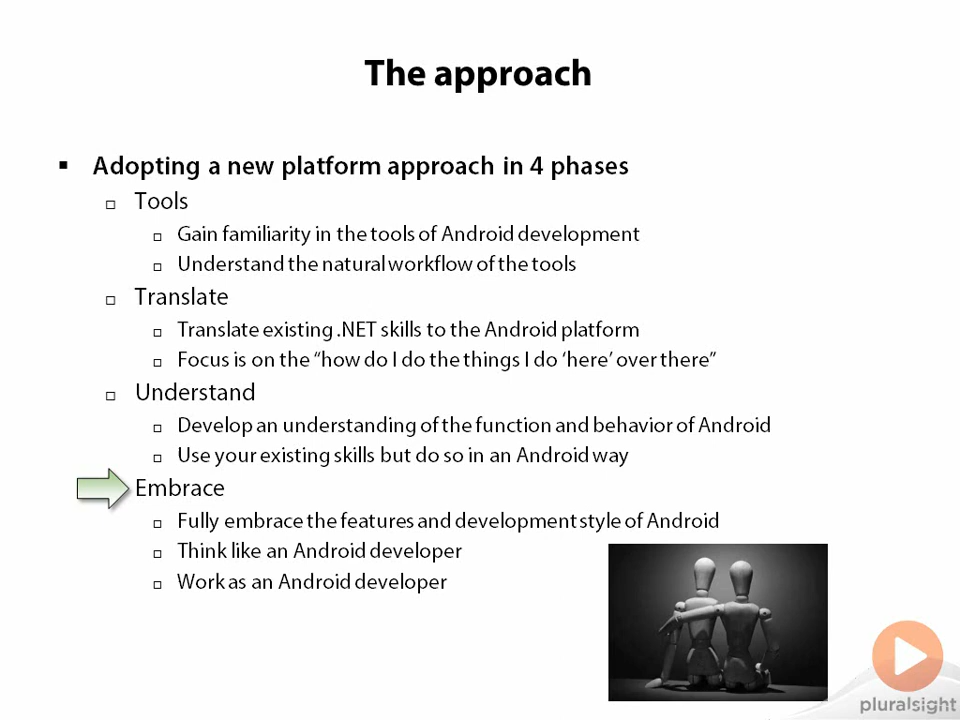 The approach
Adopting a new platform approach in 4 phases
Tools
Gain familiarity in the tools of Android development
Understand the natural workflow of the tools
Translate
Translate existing .NET skills to the Android platform
Focus is on the “how do I do the things I do ‘here’ over there”
Understand
Develop an understanding of the function and behavior of Android
Use your existing skills but do so in an Android way
Embrace
Fully embrace the features and development style of Android
Think like an Android developer
Work as an Android developer
pluralsight